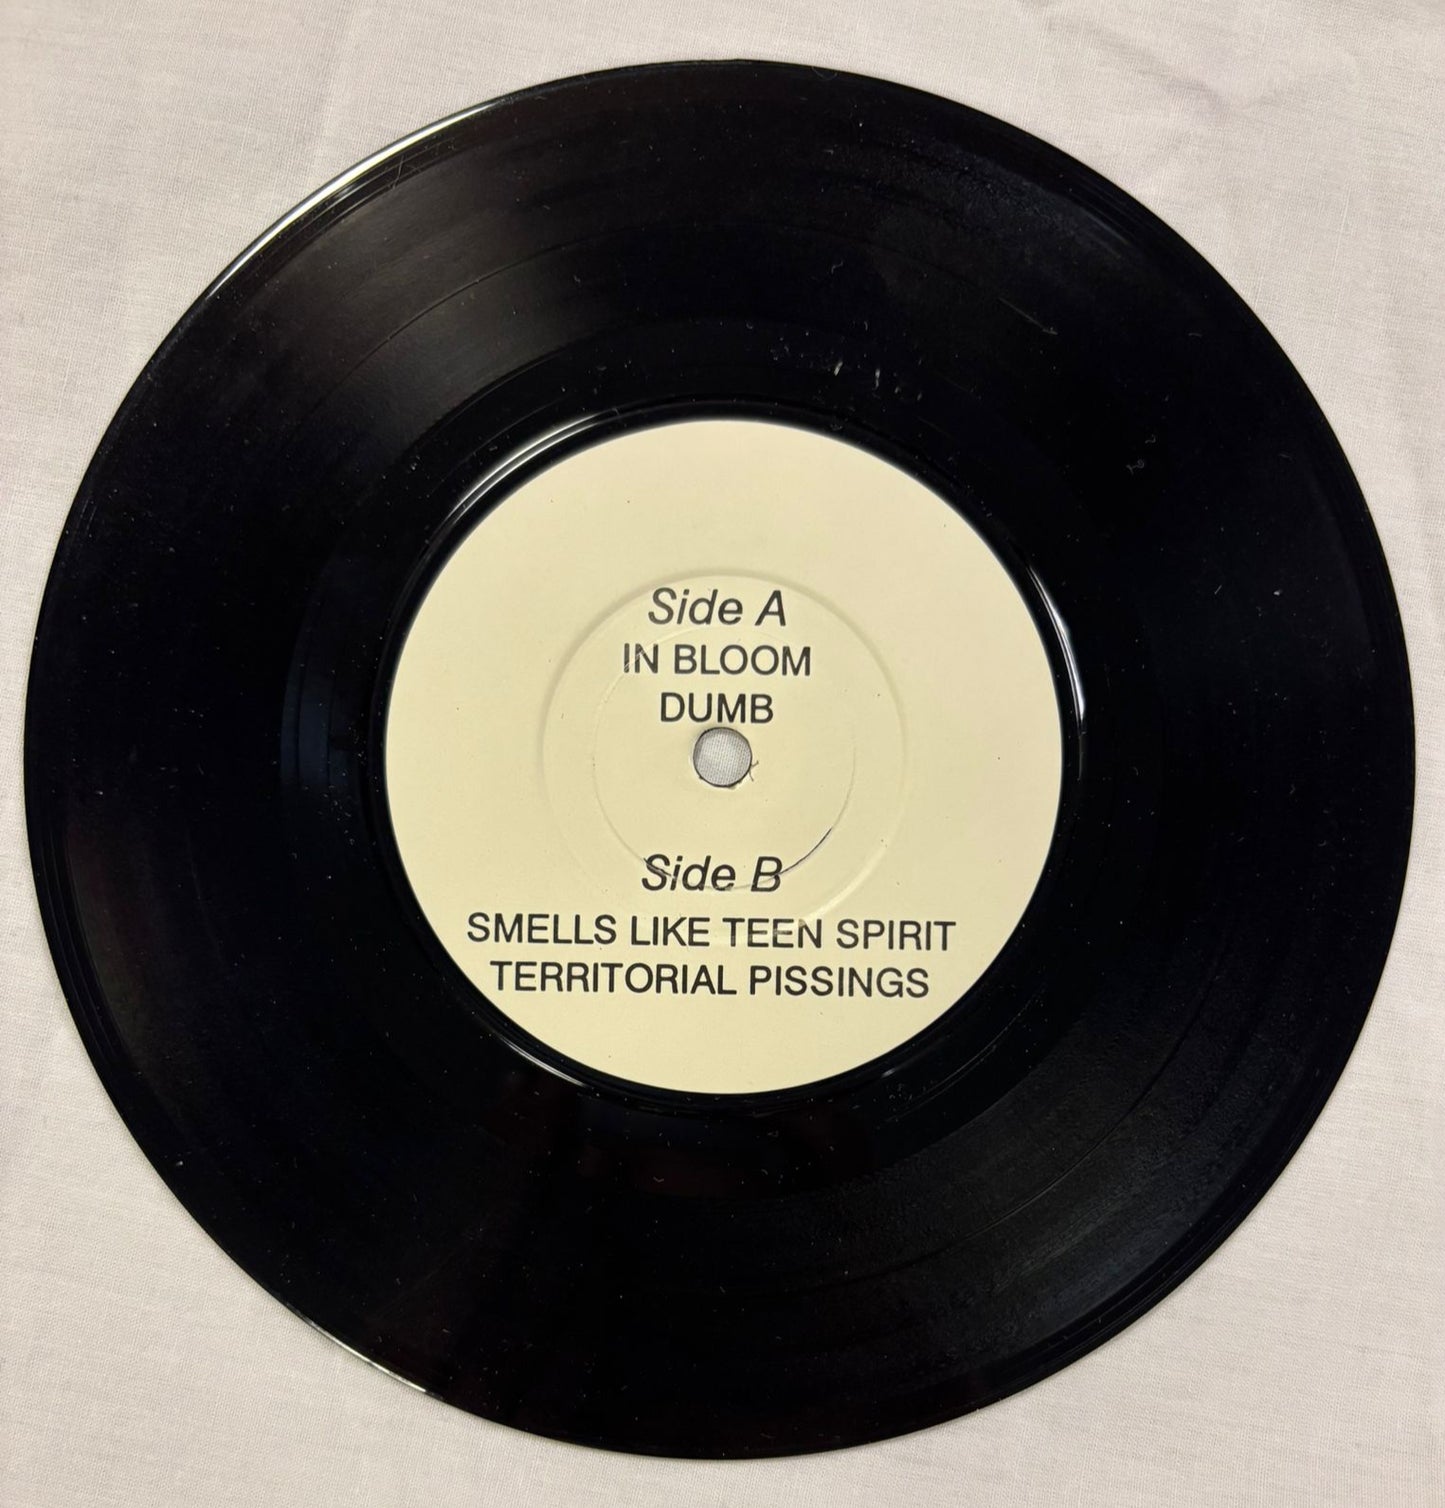 Side A
IN BLOOM
DUMB
Side B
SMELLS LIKE TEEN SPIRIT
TERRITORIAL PISSINGS